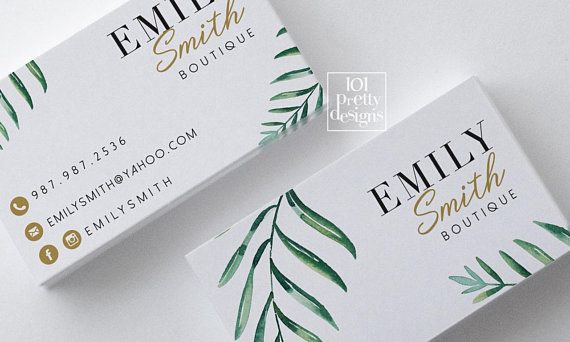 EMILY
Smith
BOUTIQUE
987.987.2536
EMILYSMITH@YAHOO.COM
EMILYSMITH
101
pretty
designs
EMILY
Smith
BOUTIQUE